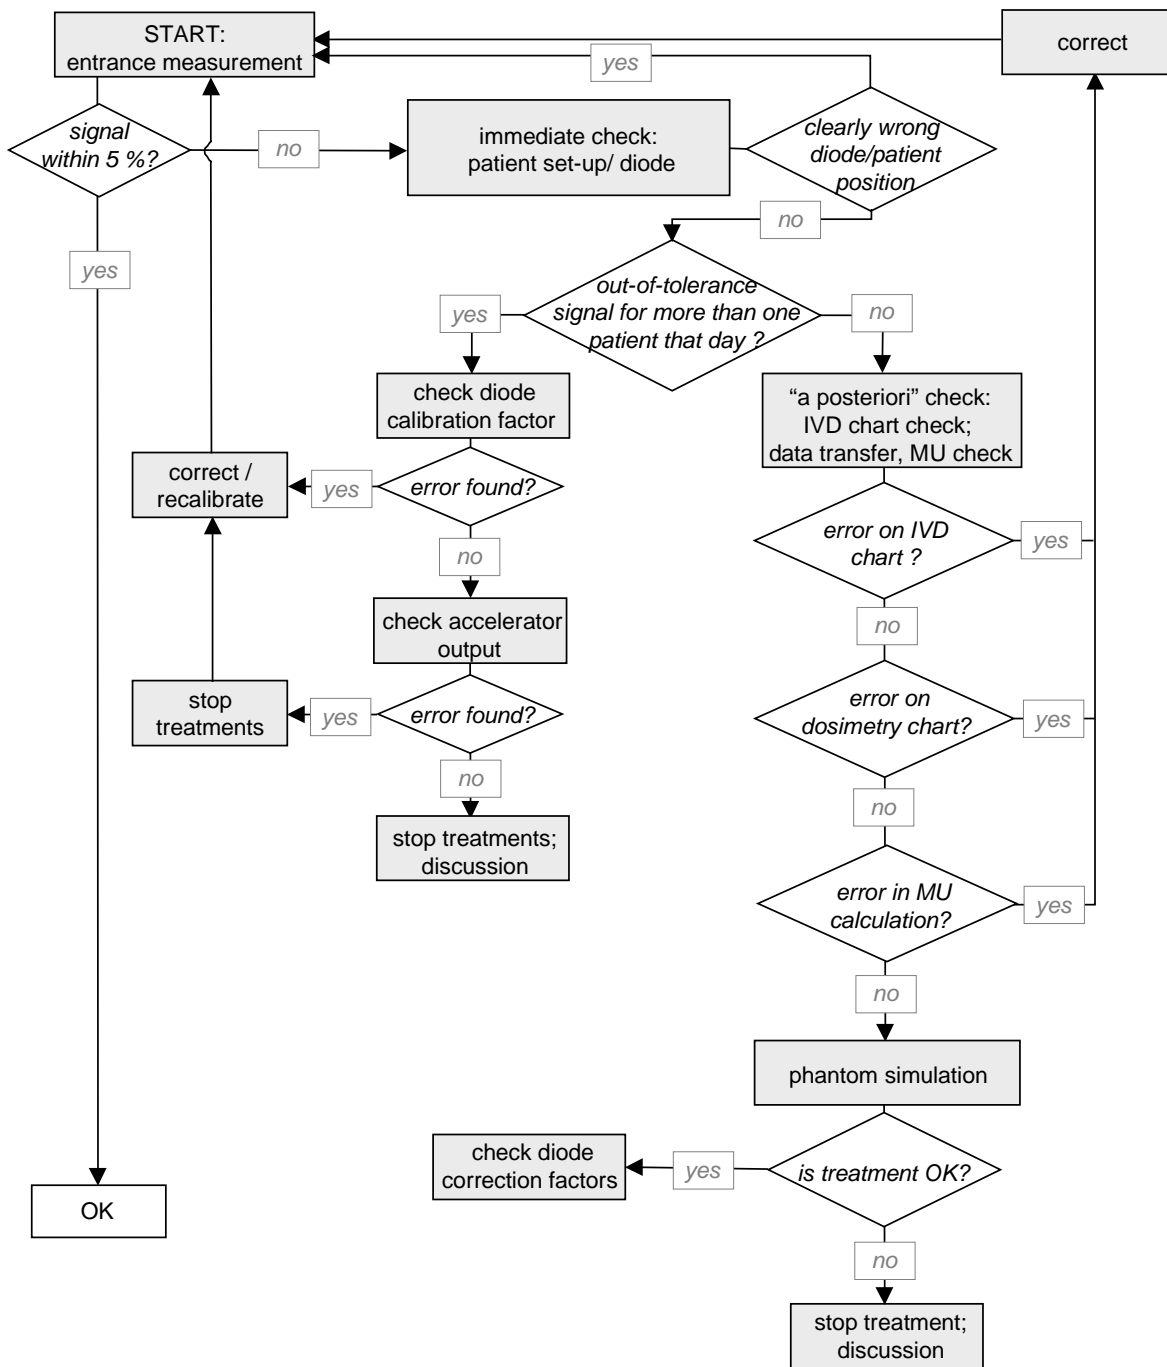 START:
entrance measurement
correct
yes
signal
within 5 %?
no
immediate check:
patient set-up/ diode
clearly wrong
diode/patient
position
no
yes
out-of-tolerance
signal for more than one
patient that day ?
yes
no
check diode
calibration factor
“a posteriori” check:
IVD chart check;
data transfer, MU check
correct /
recalibrate
yes
error found?
error on IVD
chart ?
yes
no
check accelerator
output
no
stop
treatments
yes
error found?
error on
dosimetry chart?
yes
no
no
stop treatments;
discussion
error in MU
calculation?
yes
no
phantom simulation
check diode
correction factors
yes
is treatment OK?
OK
no
stop treatment;
discussion